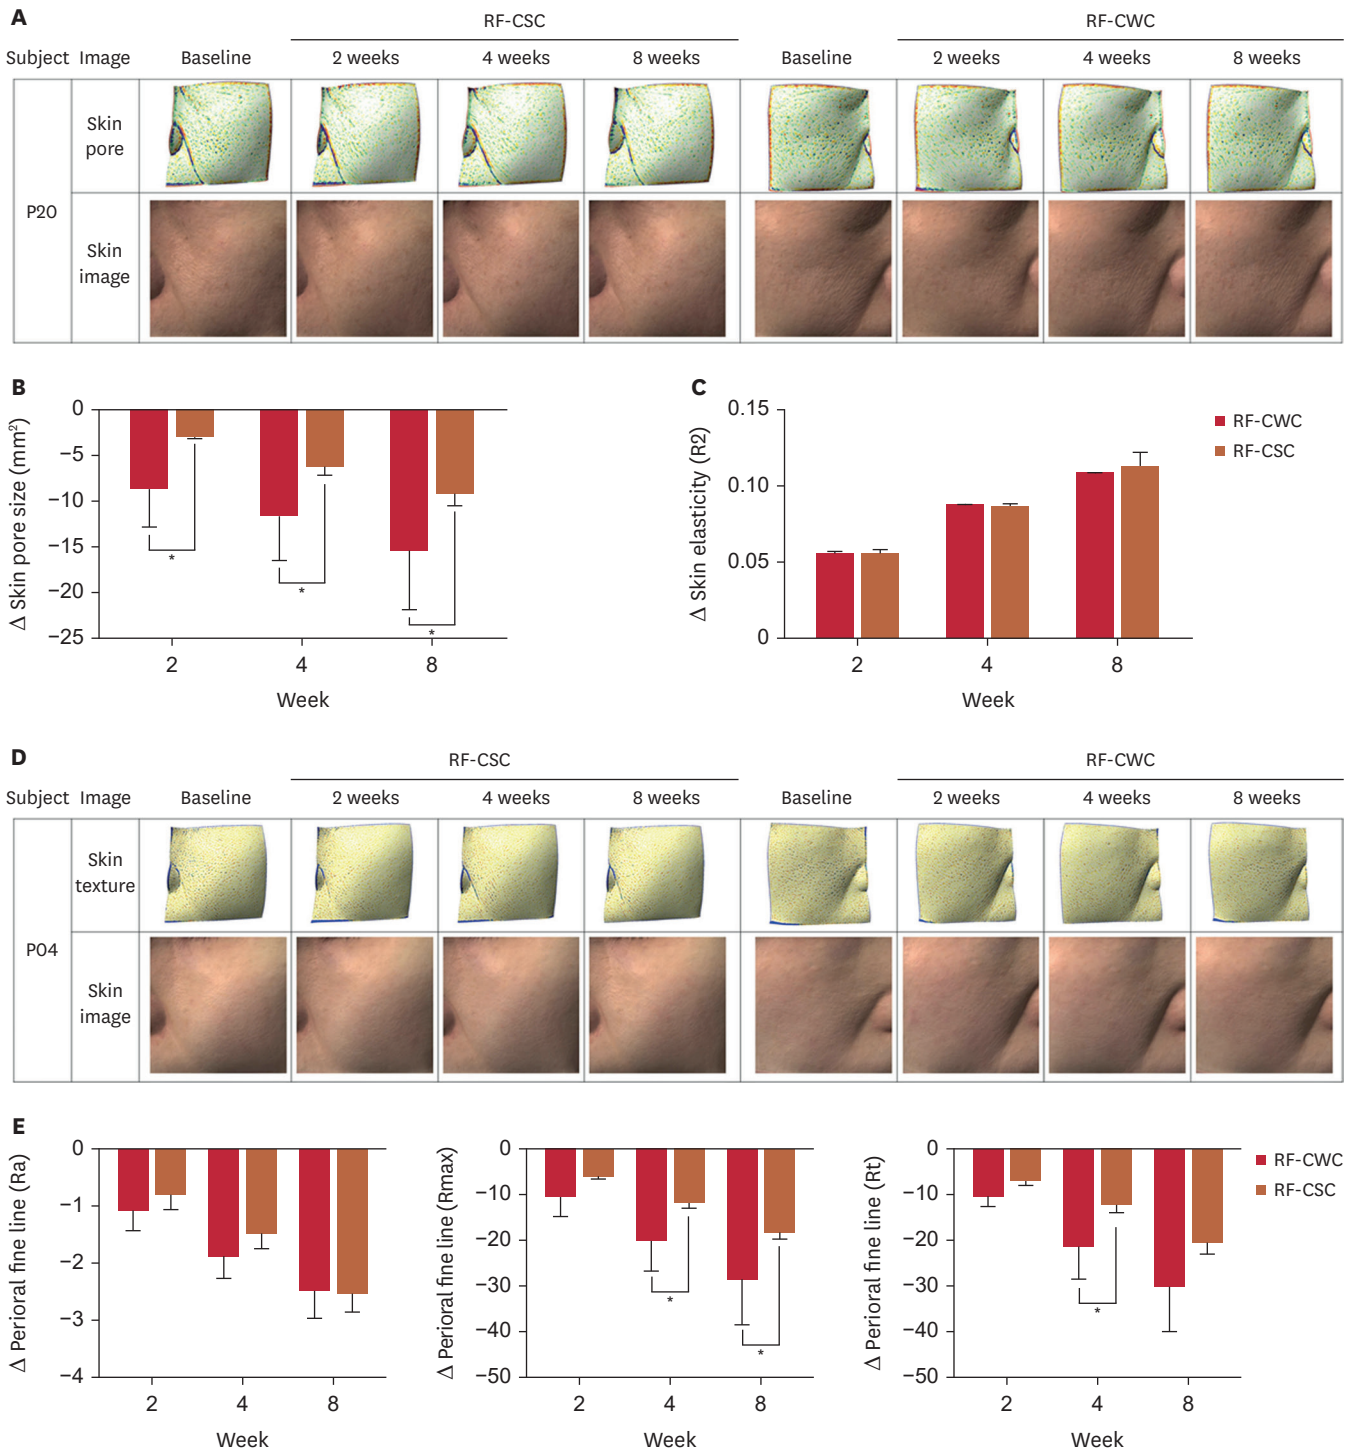 A
RF-CSC RF-CWC
Subject Image Baseline 2 weeks 4 weeks 8 weeks Baseline 2 weeks 4 weeks 8 weeks
P20
Skin
pore
Skin
image
B
Δ Skin pore size (mm²)
0
−5
−10
−15
−20
−25
* * *
2 4 8
Week
C
Δ Skin elasticity (R2)
0.15
0.10
0.05
0
2 4 8
Week
RF-CWC
RF-CSC
D
RF-CSC RF-CWC
Subject Image Baseline 2 weeks 4 weeks 8 weeks Baseline 2 weeks 4 weeks 8 weeks
P04
Skin
texture
Skin
image
E
Δ Perioral fine line (Ra)
0
−1
−2
−3
−4
2 4 8
Week
Δ Perioral fine line (Rmax)
0
−10
−20
−30
−40
−50
* *
2 4 8
Week
Δ Perioral fine line (Rt)
0
−10
−20
−30
−40
−50
*
2 4 8
Week
RF-CWC
RF-CSC